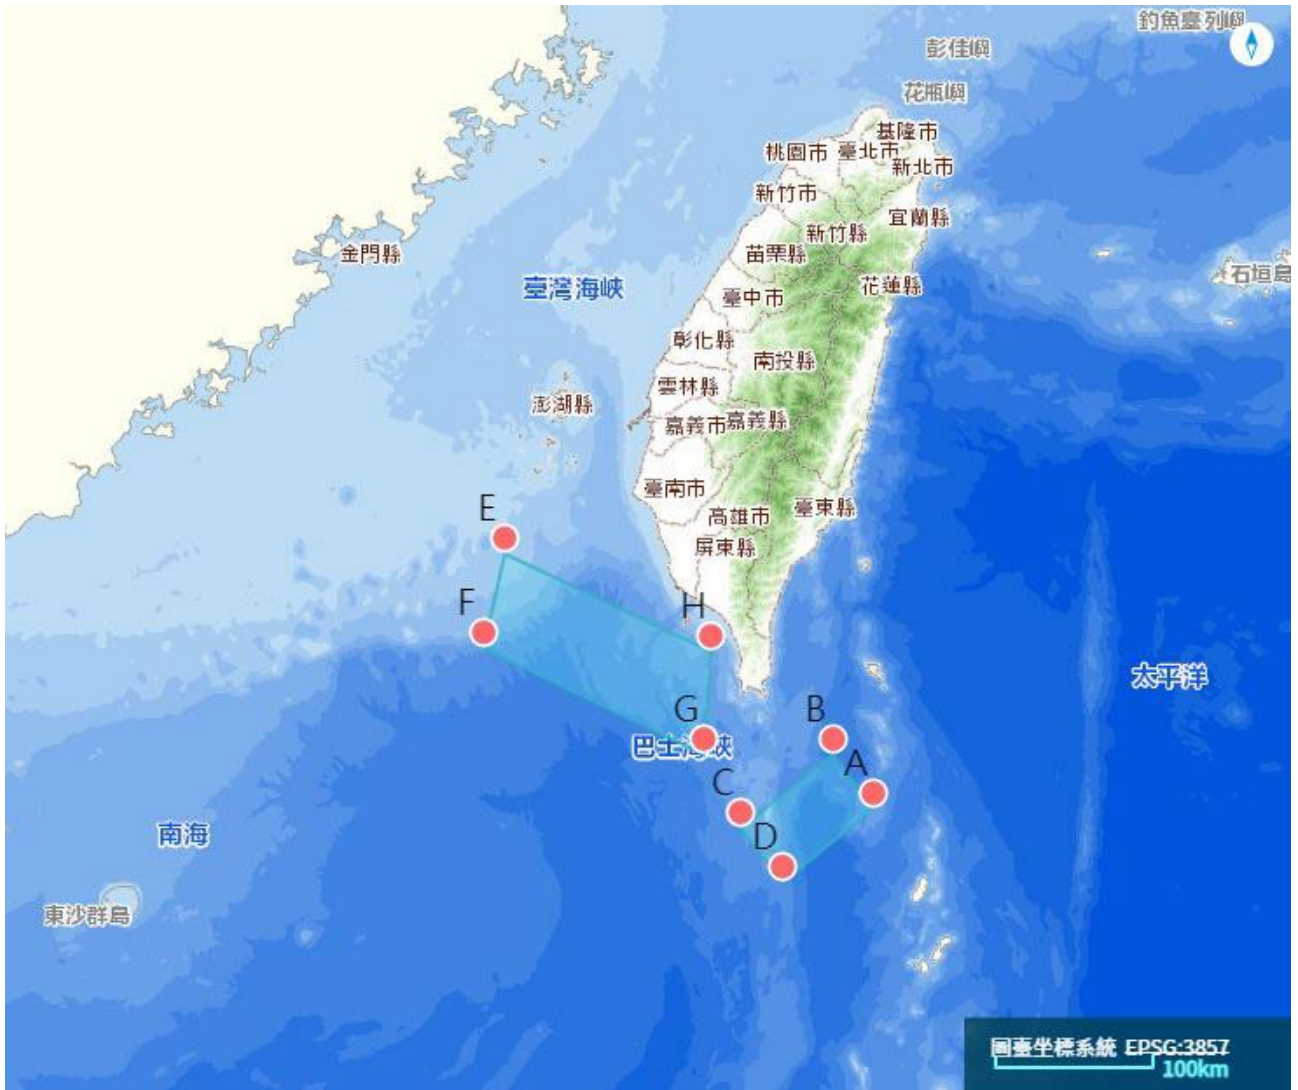 釣魚臺列嶼
彭佳嶼
花瓶嶼
基隆市
桃園市
臺北市
新北市
新竹市
宜蘭縣
新竹縣
苗栗縣
金門縣
石垣島
花蓮縣
臺灣海峽
臺中市
彰化縣
南投縣
雲林縣
澎湖縣
嘉義市
嘉義縣
臺南市
臺東縣
高雄市
屏東縣
E
F
H
太平洋
G
B
巴士海峽
A
C
南海
D
東沙群島
圖臺坐標系統 EPSG:3857
100km